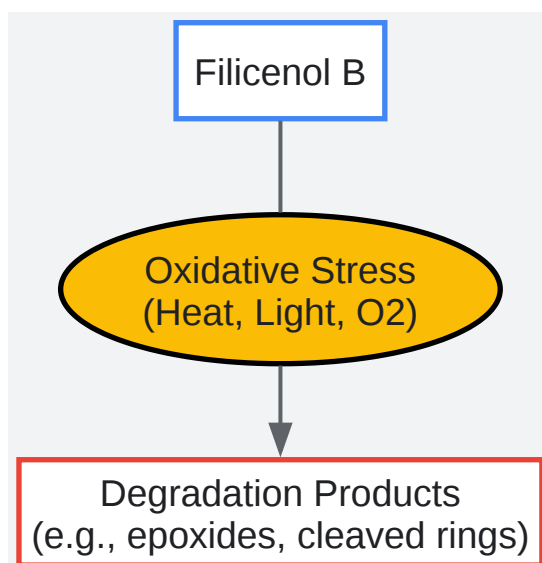 Filicenol B
Oxidative Stress
(Heat, Light, O2)
Degradation Products
(e.g., epoxides, cleaved rings)